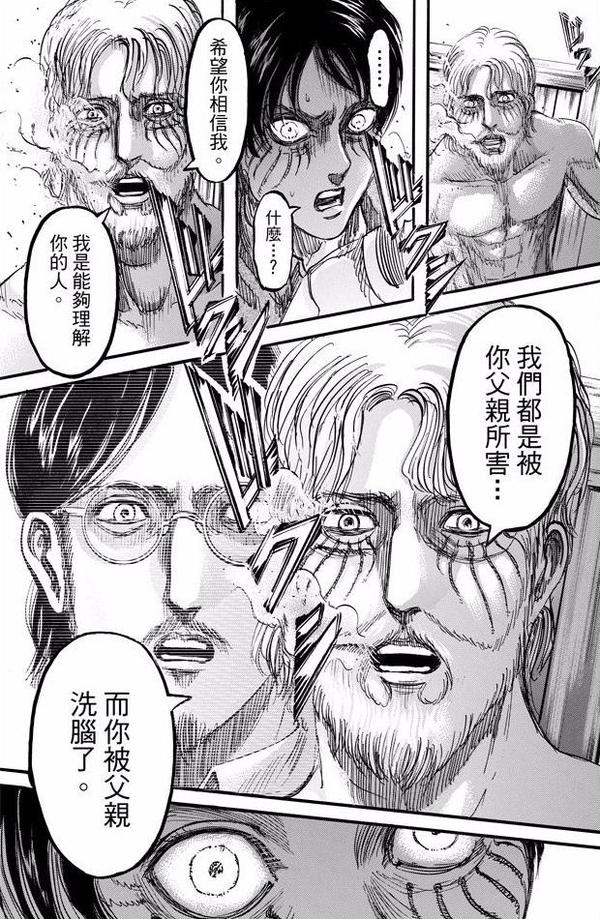 ……
什麼…?
希望你相信我。
我是能夠理解
你的人。
我們都是被
你父親所害…
而你被父親
洗腦了。